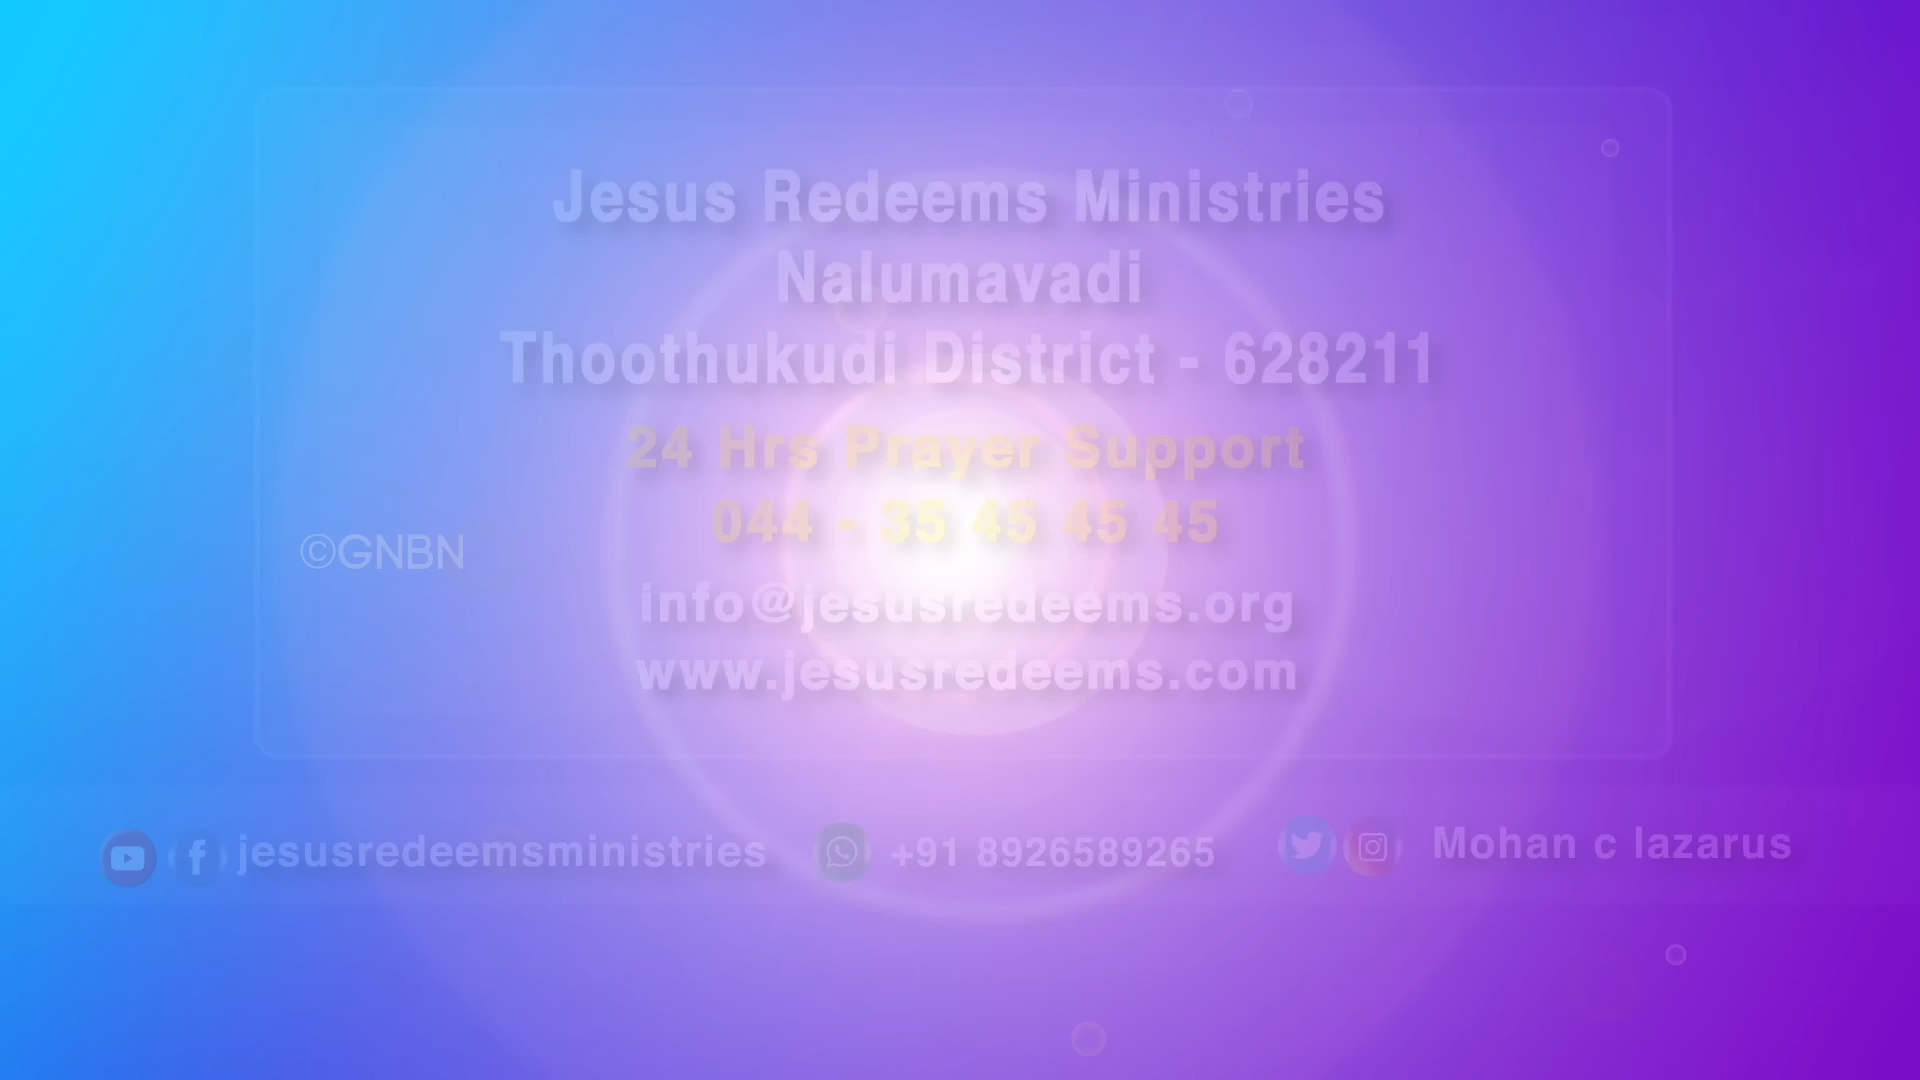 Jesus Redeems Ministries
Nalumavadi
Thoothukudi District - 628211
24 Hrs Prayer Support
044 - 35 45 45 45
©GNBN
info@jesusredeems.org
www.jesusredeems.com
jesusredeemsministries +91 8926589265 Mohan c lazarus